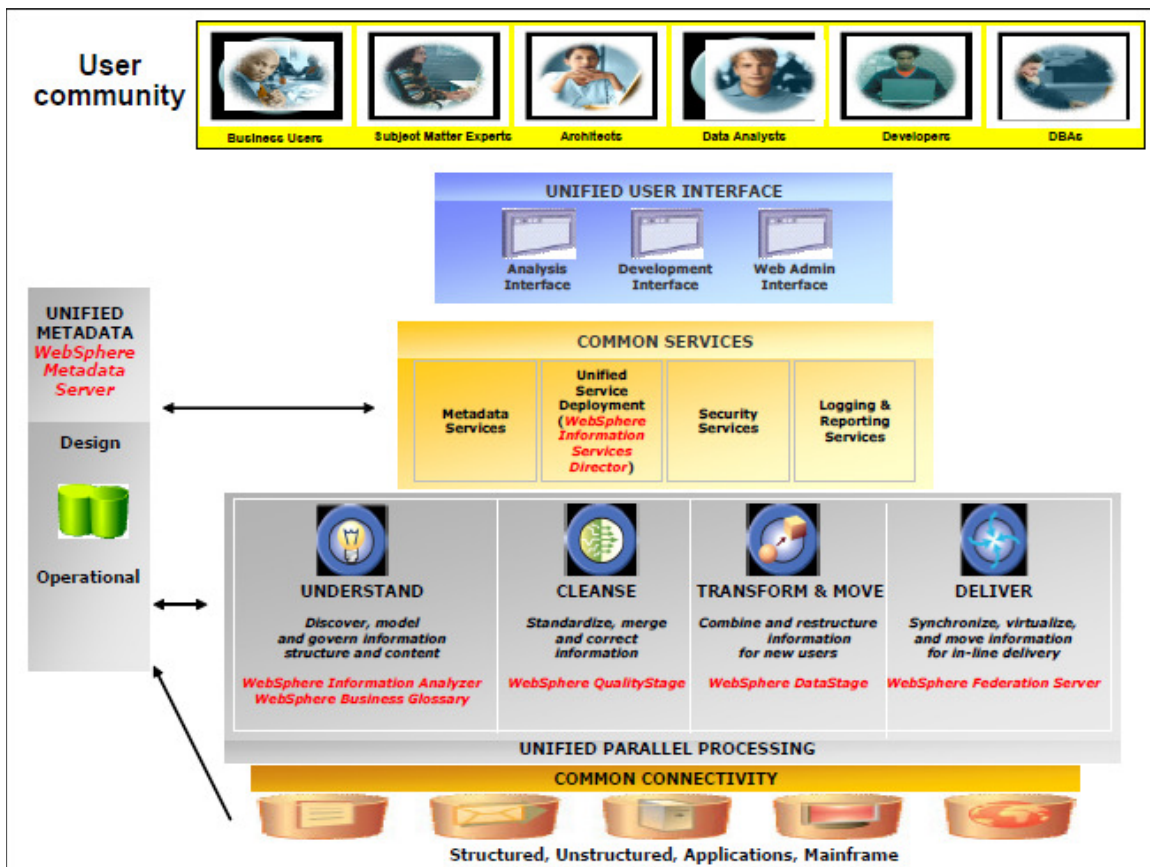 User
community
Business Users
Subject Matter Experts
Architects
Data Analysts
Developers
DBAs
UNIFIED USER INTERFACE
Analysis
Interface
Development
Interface
Web Admin
Interface
UNIFIED
METADATA
WebSphere
Metadata
Server
Design
Operational
COMMON SERVICES
Metadata
Services
Unified
Service
Deployment
(WebSphere
Information
Services
Director)
Security
Services
Logging &
Reporting
Services
UNDERSTAND
Discover, model
and govern information
structure and content
WebSphere Information Analyzer
WebSphere Business Glossary
CLEANSE
Standardize, merge
and correct
information
WebSphere QualityStage
TRANSFORM & MOVE
Combine and restructure
information
for new users
WebSphere DataStage
DELIVER
Synchronize, virtualize,
and move information
for in-line delivery
WebSphere Federation Server
UNIFIED PARALLEL PROCESSING
COMMON CONNECTIVITY
Structured, Unstructured, Applications, Mainframe